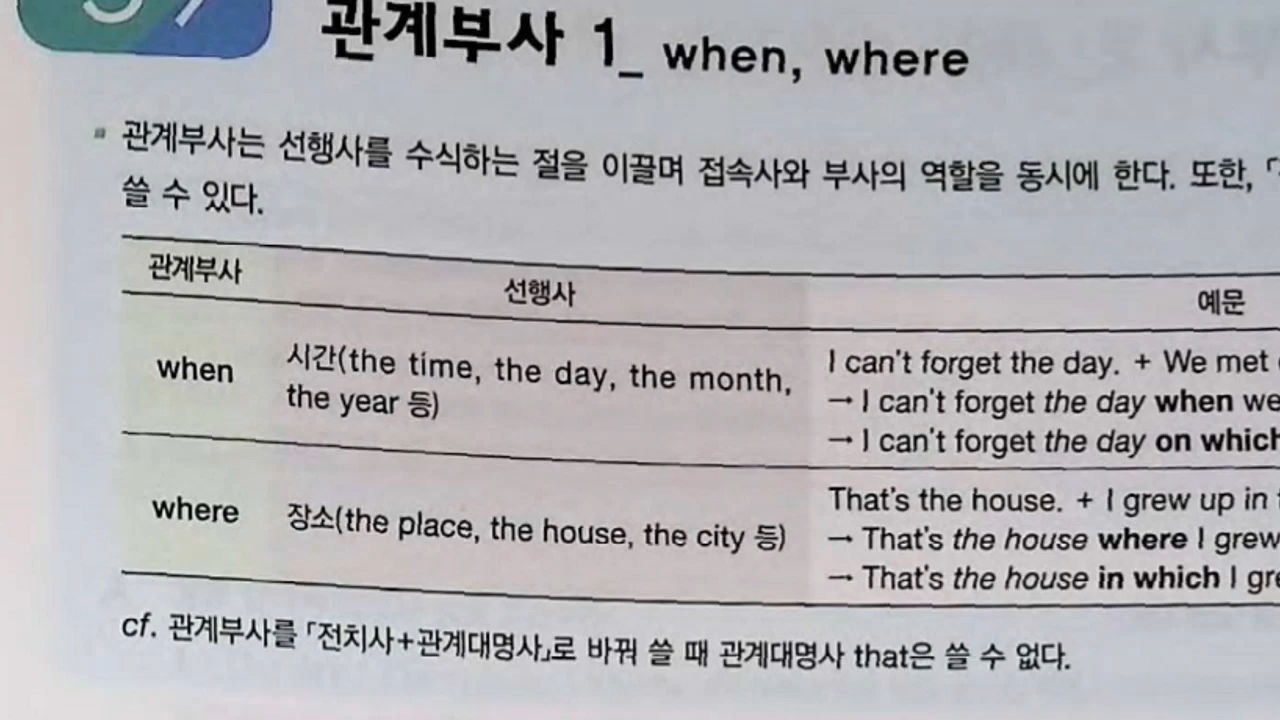 관계부사 1_ when, where
관계부사는 선행사를 수식하는 절을 이끌며 접속사와 부사의 역할을 동시에 한다. 또한,
쓸 수 있다.
관계부사 선행사 예문
when 시간(the time, the day, the month,
the year 등)
I can't forget the day. + We met
→ I can't forget the day when we
→ I can't forget the day on which
where 장소(the place, the house, the city 등)
That's the house. + I grew up in
→ That's the house where I grew
→ That's the house in which I
cf. 관계부사를 「전치사+관계대명사」로 바꿔 쓸 때 관계대명사 that은 쓸 수 없다.